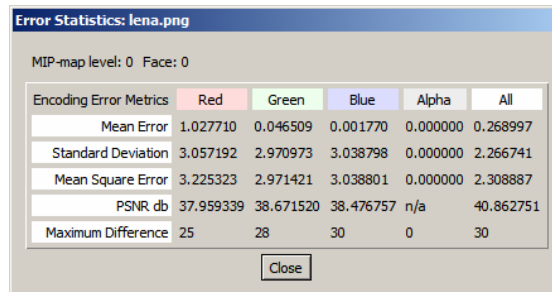 Error Statistics: lena.png
MIP-map level: 0 Face: 0
Encoding Error Metrics Red Green Blue Alpha All
Mean Error 1.027710 0.046509 0.001770 0.000000 0.268997
Standard Deviation 3.057192 2.970973 3.038798 0.000000 2.266741
Mean Square Error 3.225323 2.971421 3.038801 0.000000 2.308887
PSNR db 37.959339 38.671520 38.476757 n/a 40.862751
Maximum Difference 25 28 30 0 30
Close